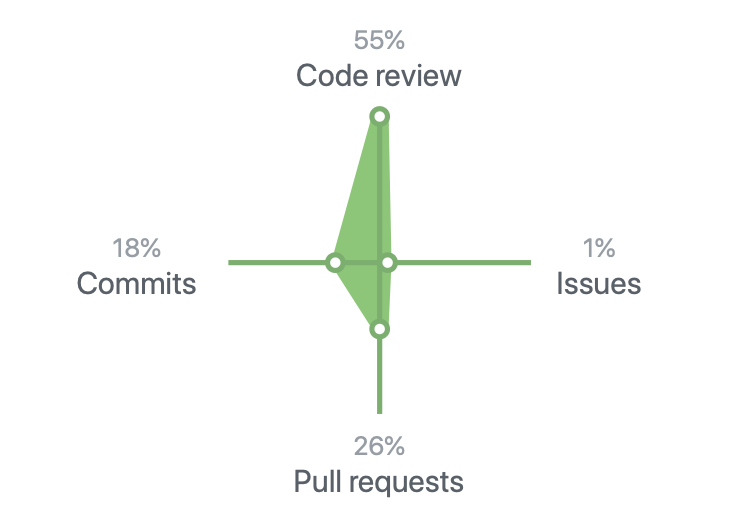 55%
Code review
18%
Commits
1%
Issues
26%
Pull requests